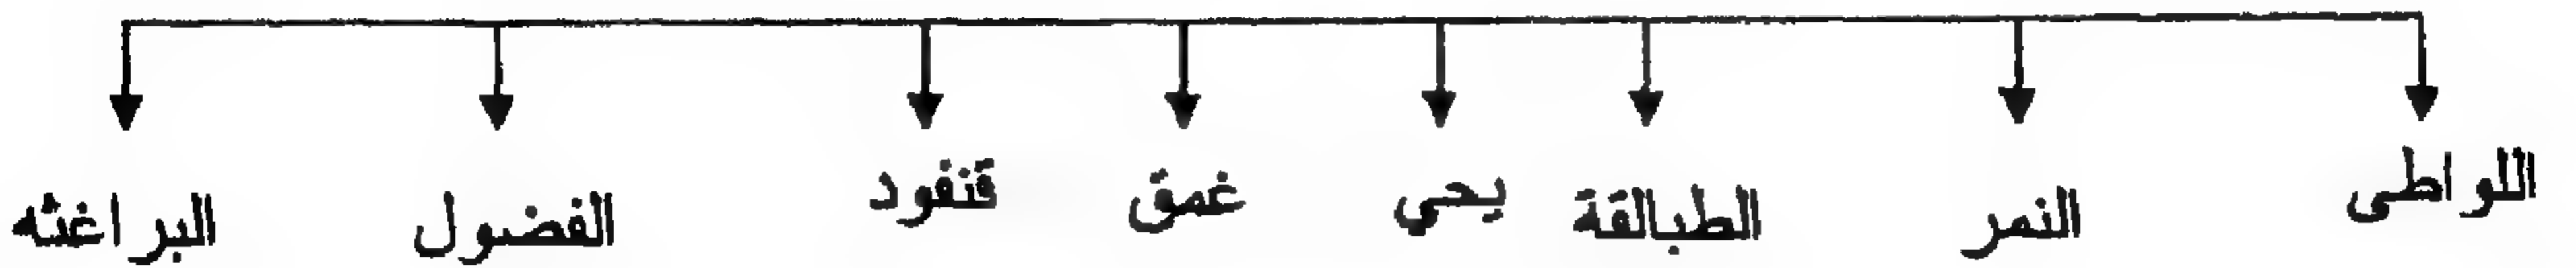 اللواطى النمر الطبالقة يحي غمق قنفود الفضول البراغثه